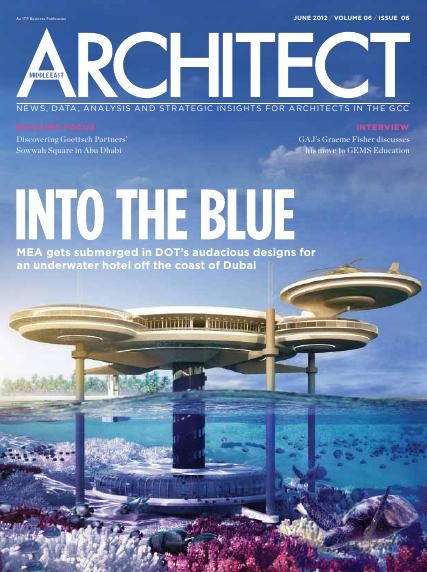 An ITP Business Publication
JUNE 2012 / VOLUME 06 / ISSUE 06
MIDDLE EAST
ARCHITECT
NEWS, DATA, ANALYSIS AND STRATEGIC INSIGHTS FOR ARCHITECTS IN THE GCC
BUILDING FOCUS
Discovering Goettsch Partners'
Sowwah Square in Abu Dhabi
INTERVIEW
GAJ's Graeme Fisher discusses
his move to GEMS Education
INTO THE BLUE
MEA gets submerged in DOT's audacious designs for
an underwater hotel off the coast of Dubai